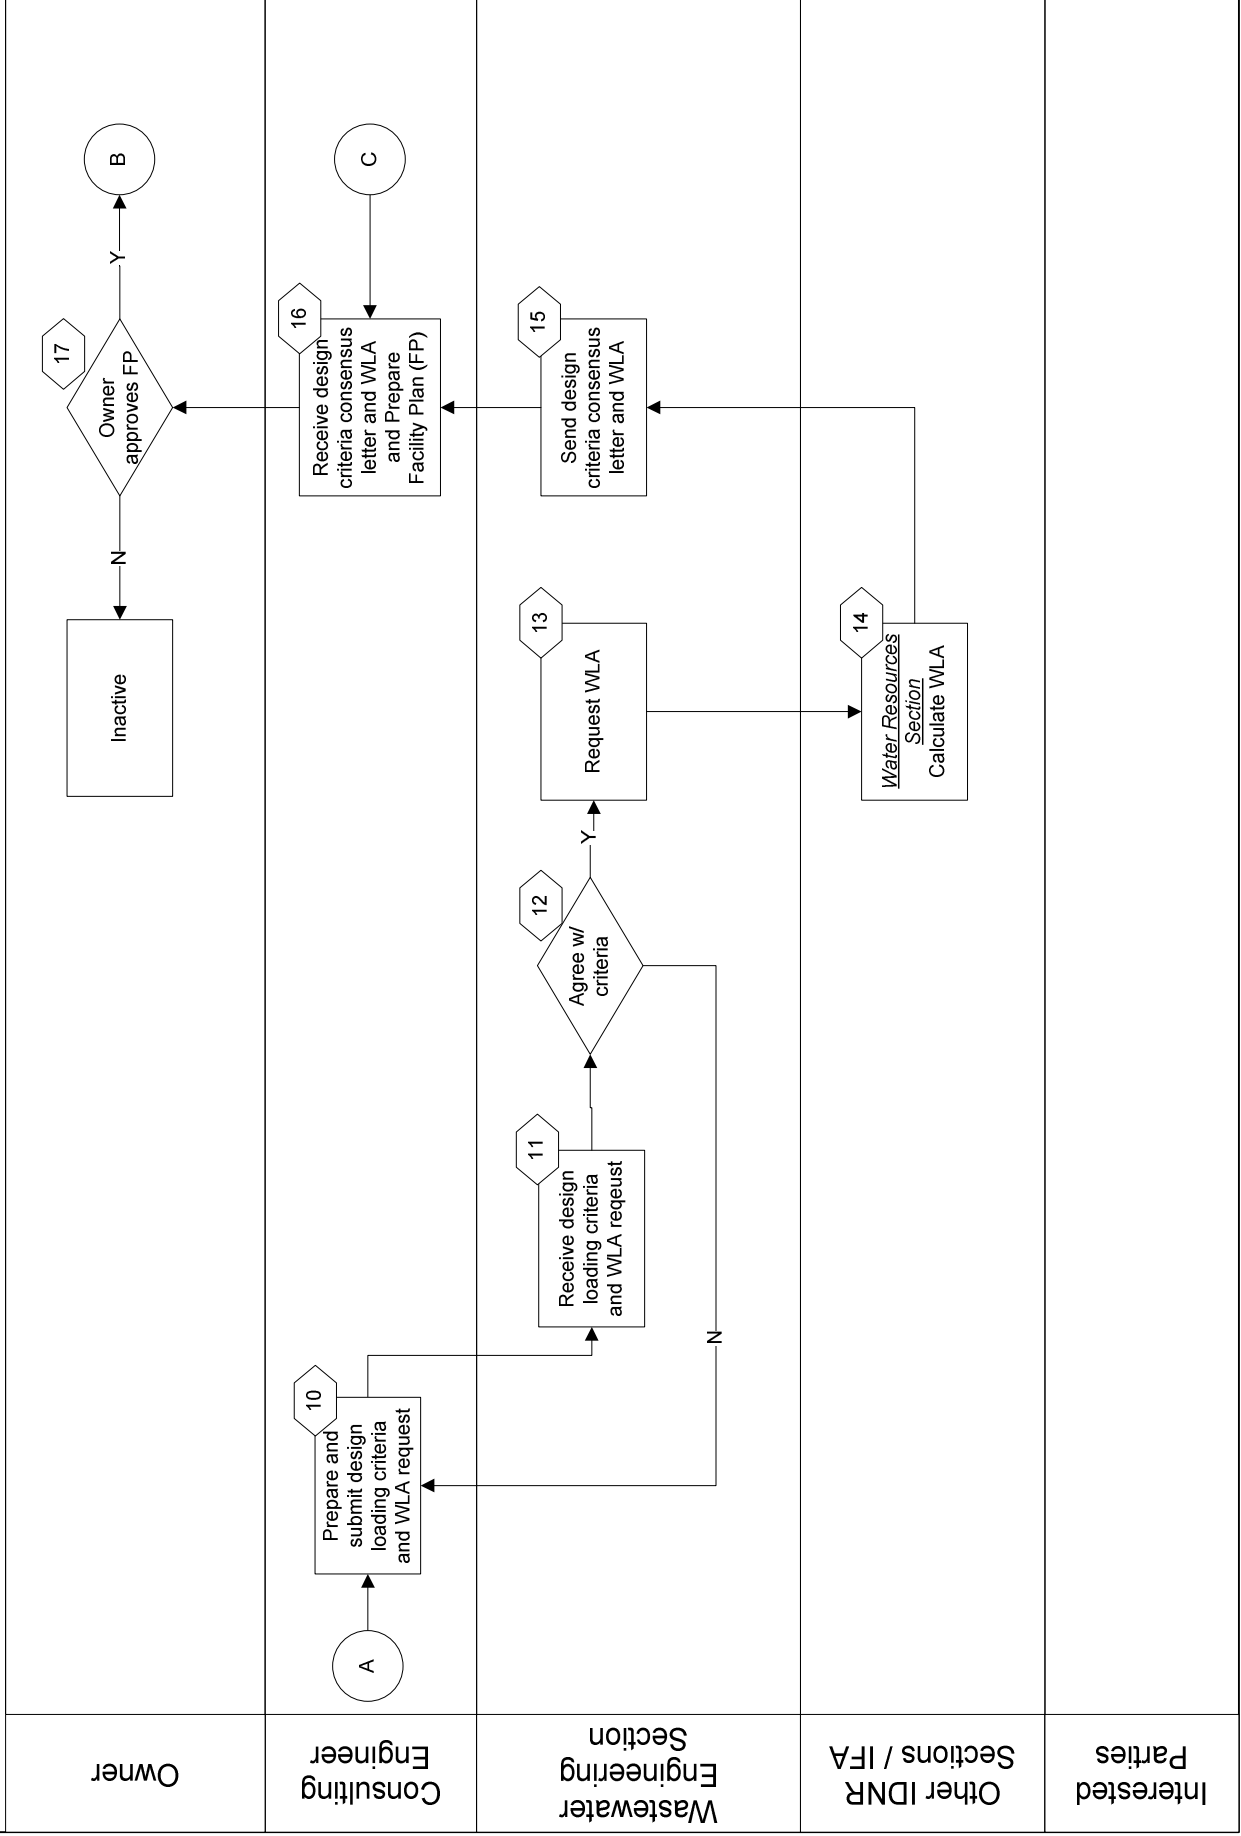 Owner
Consulting
Engineer
Wastewater
Engineering
Section
Other IDNR
Sections / IFA
Interested
Parties
A
10
Prepare and
submit design
loading criteria
and WLA request
11
Receive design
loading criteria
and WLA reqeust
12
Agree w/
criteria
N
Y
13
Request WLA
14
Water Resources
Section
Calculate WLA
15
Send design
criteria consensus
letter and WLA
16
Receive design
criteria consensus
letter and WLA
and Prepare
Facility Plan (FP)
C
17
Owner
approves FP
N
Inactive
Y
B